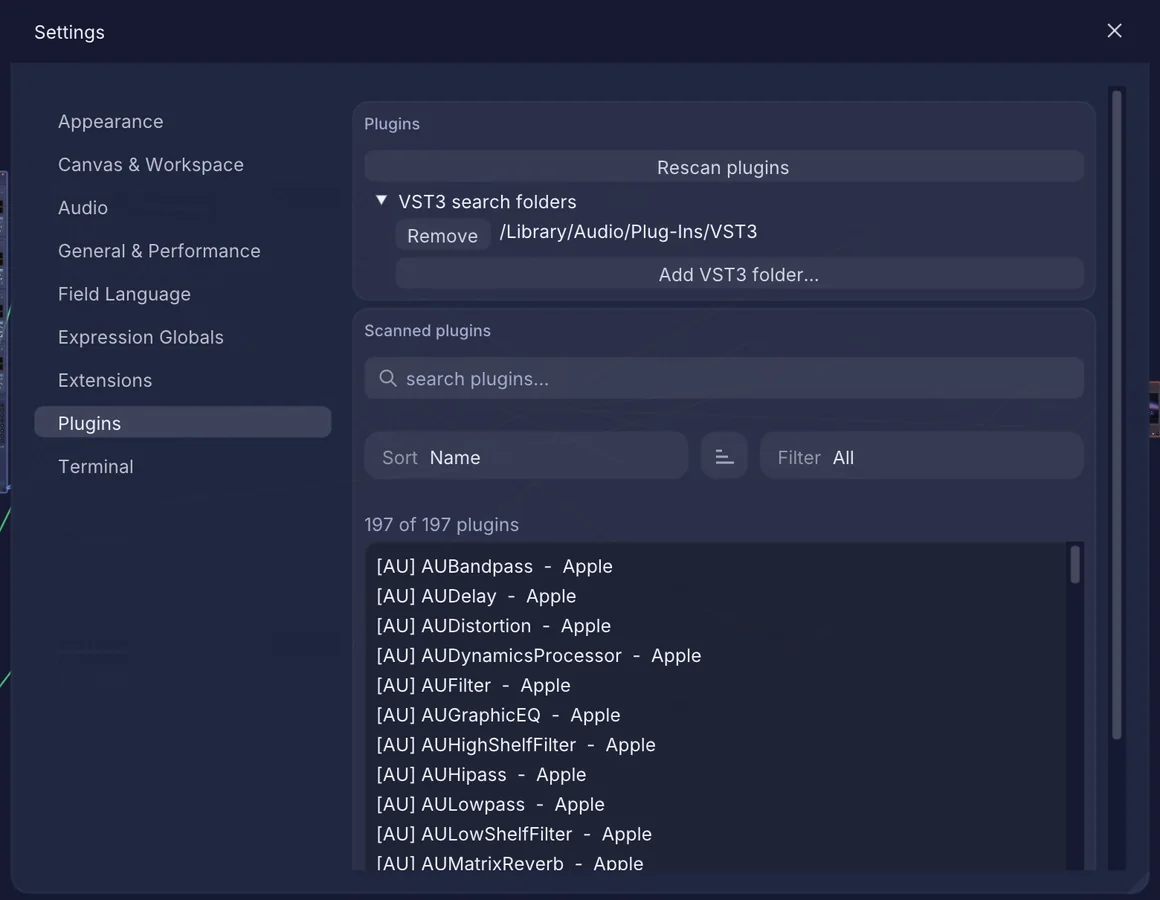 Settings
Appearance
Canvas & Workspace
Audio
General & Performance
Field Language
Expression Globals
Extensions
Plugins
Terminal
Plugins
Rescan plugins
VST3 search folders
Remove /Library/Audio/Plug-Ins/VST3
Add VST3 folder...
Scanned plugins
search plugins...
Sort Name Filter All
197 of 197 plugins
[AU] AUBandpass - Apple
[AU] AUDelay - Apple
[AU] AUDistortion - Apple
[AU] AUDynamicsProcessor - Apple
[AU] AUFilter - Apple
[AU] AUGraphicEQ - Apple
[AU] AUHighShelfFilter - Apple
[AU] AUHipass - Apple
[AU] AULowpass - Apple
[AU] AULowShelfFilter - Apple
[AU] AUMatrixReverb - Apple